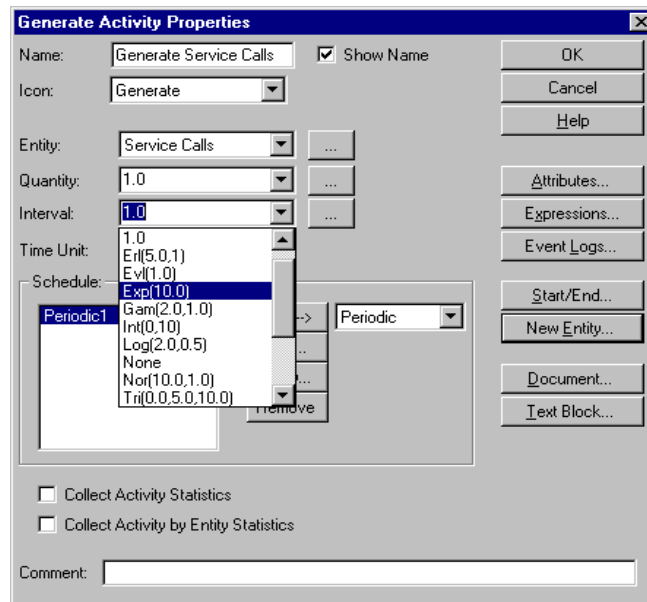 Generate Activity Properties
Name: Generate Service Calls Show Name OK
Icon: Generate Cancel
Help
Entity: Service Calls ...
Quantity: 1.0 ... Attributes...
Interval: 1.0 ... Expressions...
Time Unit: Event Logs...
1.0
Erl(5.0,1)
Evl(1.0)
Exp(10.0)
Gam(2.0,1.0)
Int(0,10)
Log(2.0,0.5)
None
Nor(10.0,1.0)
Tri(0.0,5.0,10.0)
Schedule: Start/End...
Periodic1 --> Periodic New Entity...
Document...
Remove Text Block...
Collect Activity Statistics
Collect Activity by Entity Statistics
Comment: